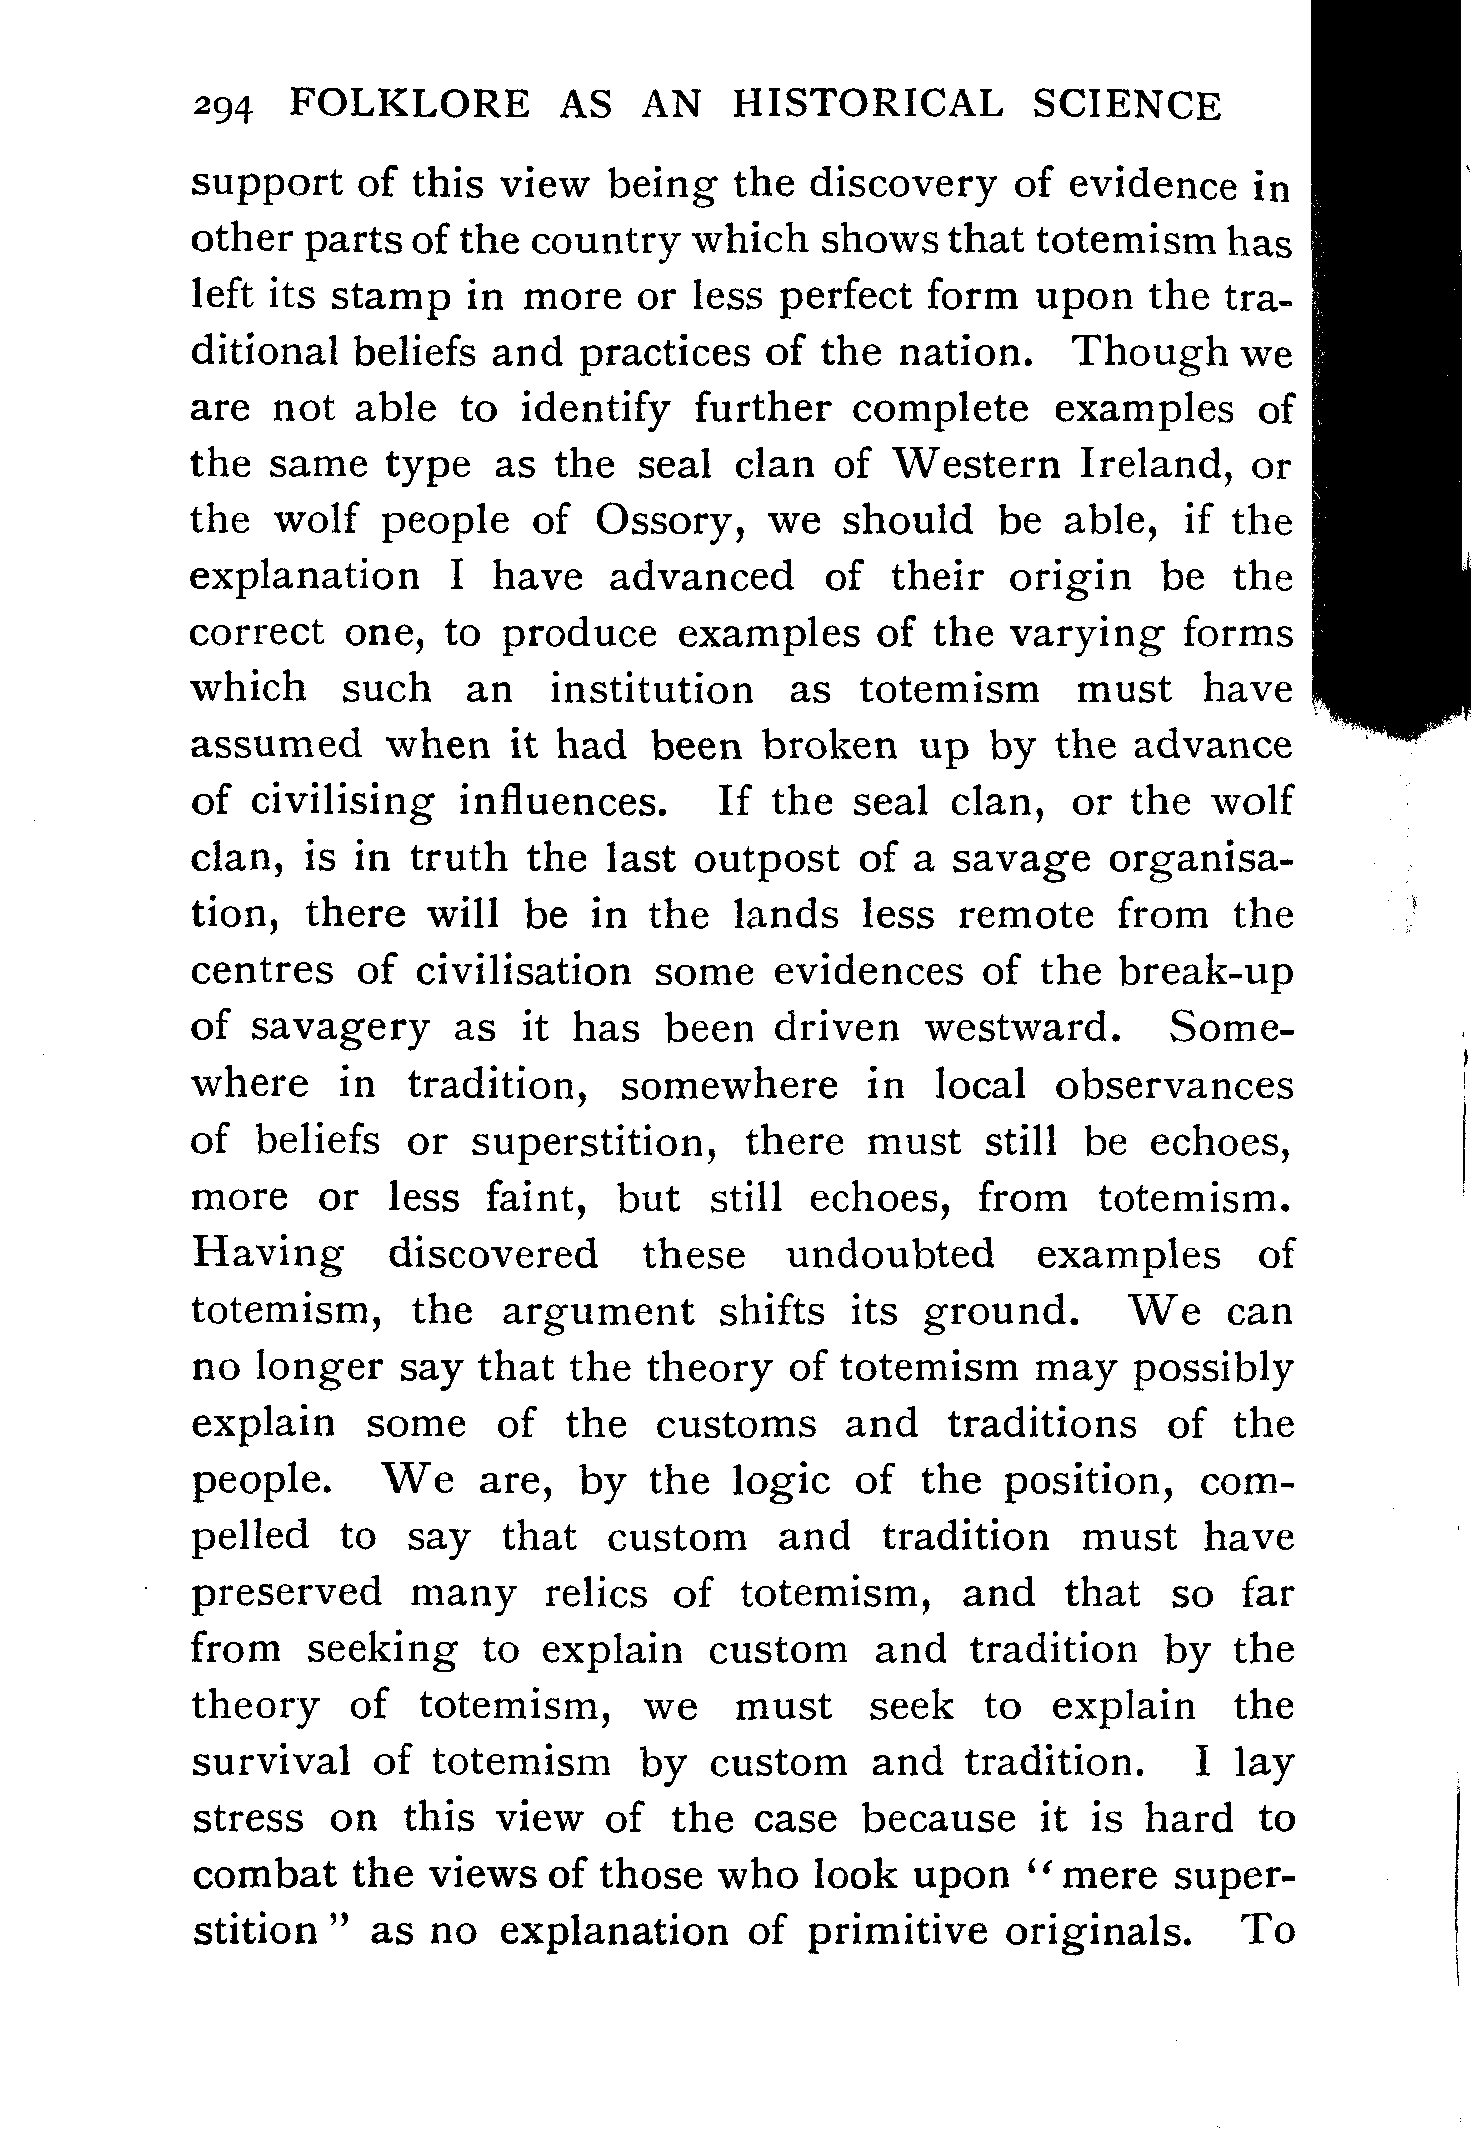 294 FOLKLORE AS AN HISTORICAL SCIENCE
support of this view being the discovery of evidence in
other parts of the country which shows that totemism has
left its stamp in more or less perfect form upon the tra-
ditional beliefs and practices of the nation. Though we
are not able to identify further complete examples of
the same type as the seal clan of Western Ireland, or
the wolf people of Ossory, we should be able, if the
explanation I have advanced of their origin be the
correct one, to produce examples of the varying forms
which such an institution as totemism must have
assumed when it had been broken up by the advance
of civilising influences. If the seal clan, or the wolf
clan, is in truth the last outpost of a savage organisa-
tion, there will be in the lands less remote from the
centres of civilisation some evidences of the break-up
of savagery as it has been driven westward. Some-
where in tradition, somewhere in local observances
of beliefs or superstition, there must still be echoes,
more or less faint, but still echoes, from totemism.
Having discovered these undoubted examples of
totemism, the argument shifts its ground. We can
no longer say that the theory of totemism may possibly
explain some of the customs and traditions of the
people. We are, by the logic of the position, com-
pelled to say that custom and tradition must have
preserved many relics of totemism, and that so far
from seeking to explain custom and tradition by the
theory of totemism, we must seek to explain the
survival of totemism by custom and tradition. I lay
stress on this view of the case because it is hard to
combat the views of those who look upon "mere super-
stition" as no explanation of primitive originals. To